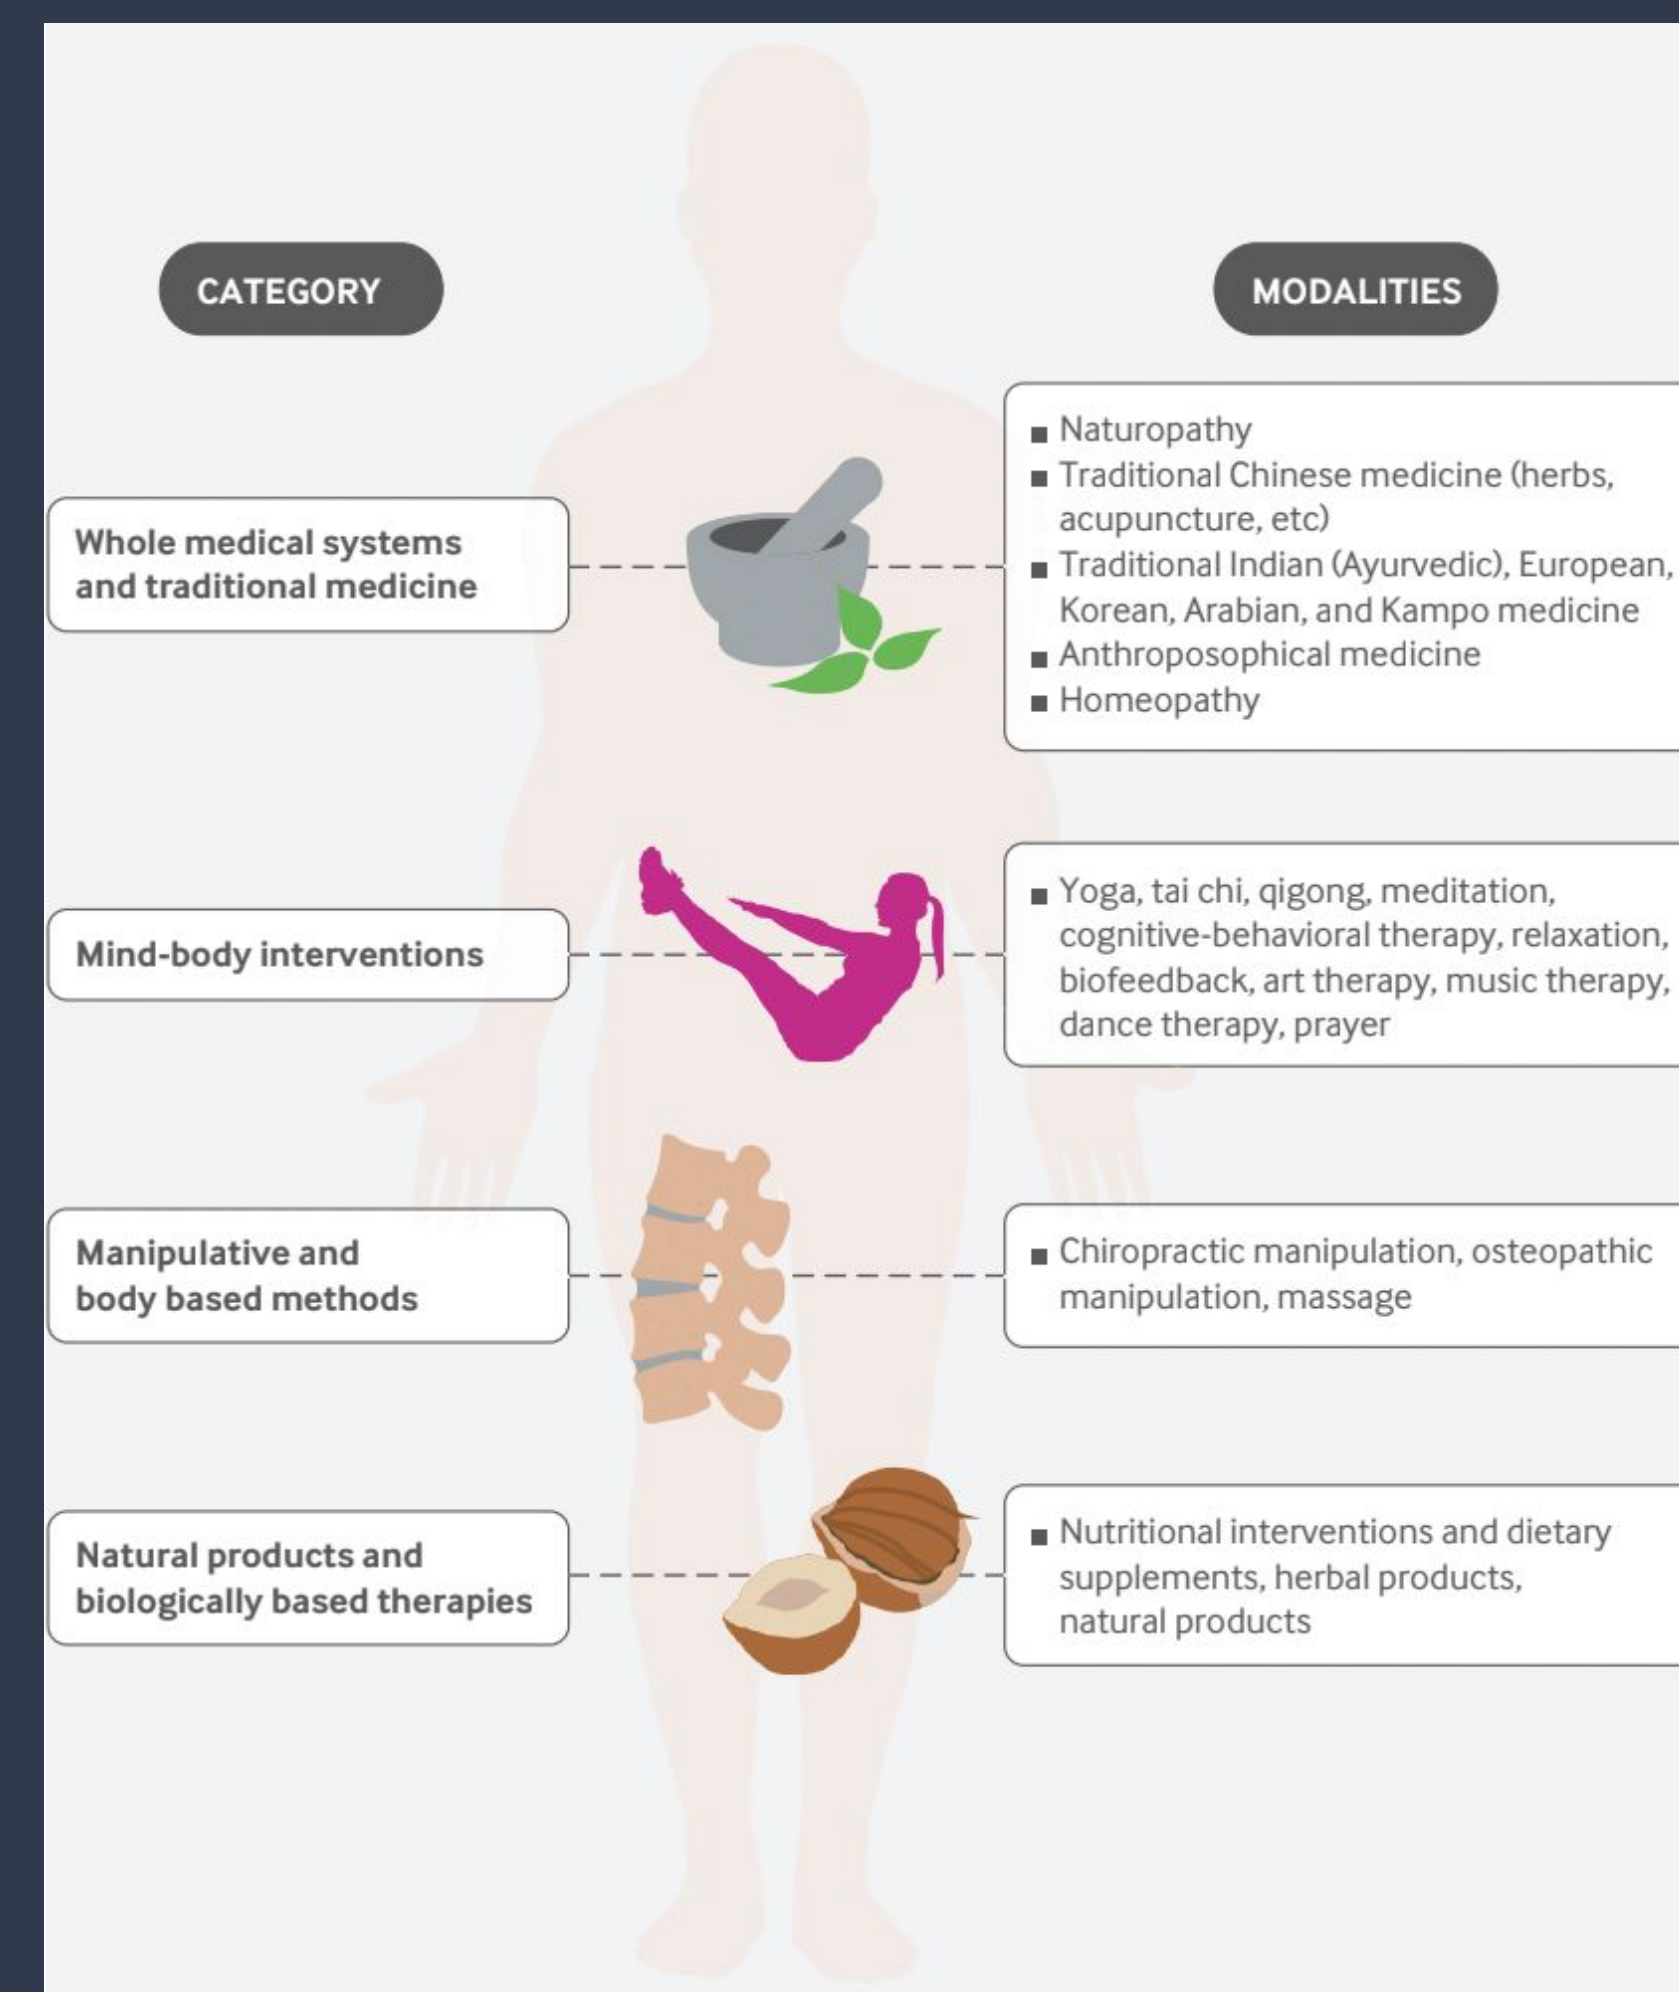 CATEGORY
MODALITIES
Whole medical systems
and traditional medicine
■ Naturopathy
■ Traditional Chinese medicine (herbs,
acupuncture, etc)
■ Traditional Indian (Ayurvedic), European,
Korean, Arabian, and Kampo medicine
■ Anthroposophical medicine
■ Homeopathy
Mind-body interventions
■ Yoga, tai chi, qigong, meditation,
cognitive-behavioral therapy, relaxation,
biofeedback, art therapy, music therapy,
dance therapy, prayer
Manipulative and
body based methods
■ Chiropractic manipulation, osteopathic
manipulation, massage
Natural products and
biologically based therapies
■ Nutritional interventions and dietary
supplements, herbal products,
natural products